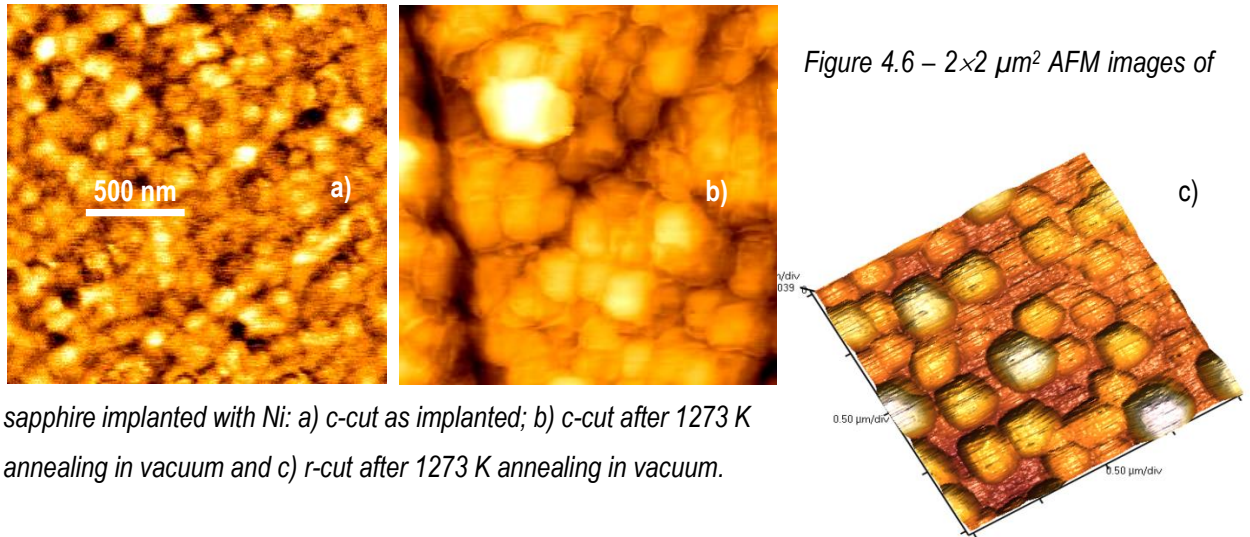 Figure 4.6 – 2×2 µm² AFM images of
500 nm
a)
b)
c)
039
0.50 µm/div
0.50 µm/div
sapphire implanted with Ni: a) c-cut as implanted; b) c-cut after 1273 K
annealing in vacuum and c) r-cut after 1273 K annealing in vacuum.